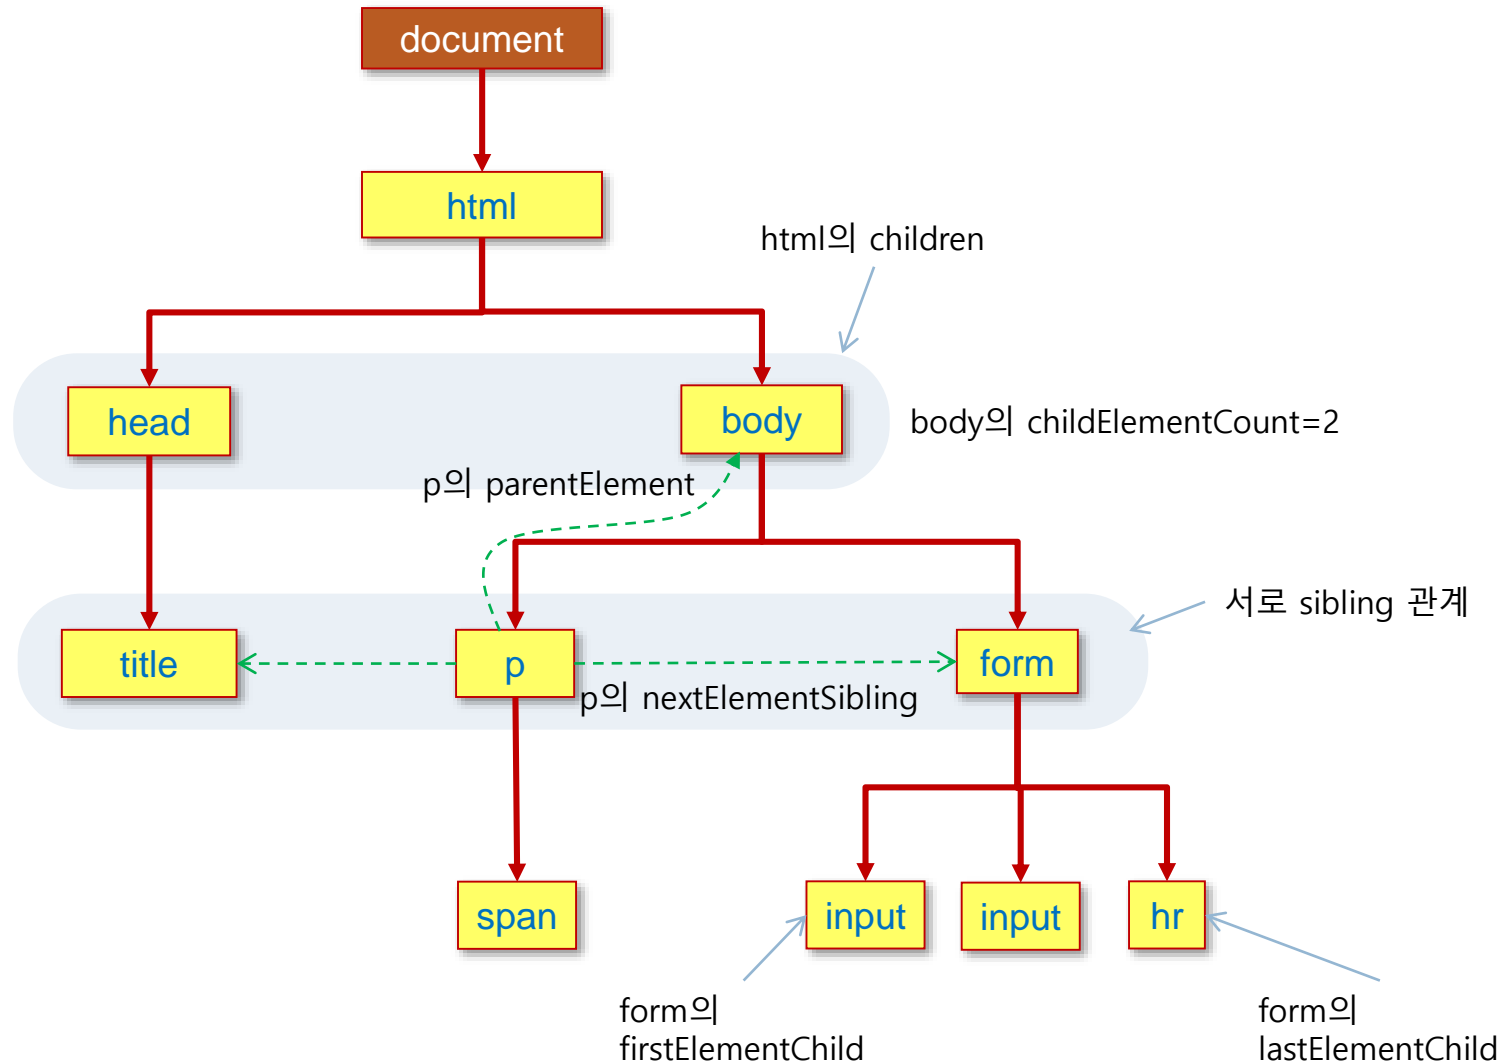 document
html
html의 children
head
body
body의 childElementCount=2
p의 parentElement
서로 sibling 관계
title
p
form
p의 nextElementSibling
span
input
input
hr
form의
firstElementChild
form의
lastElementChild